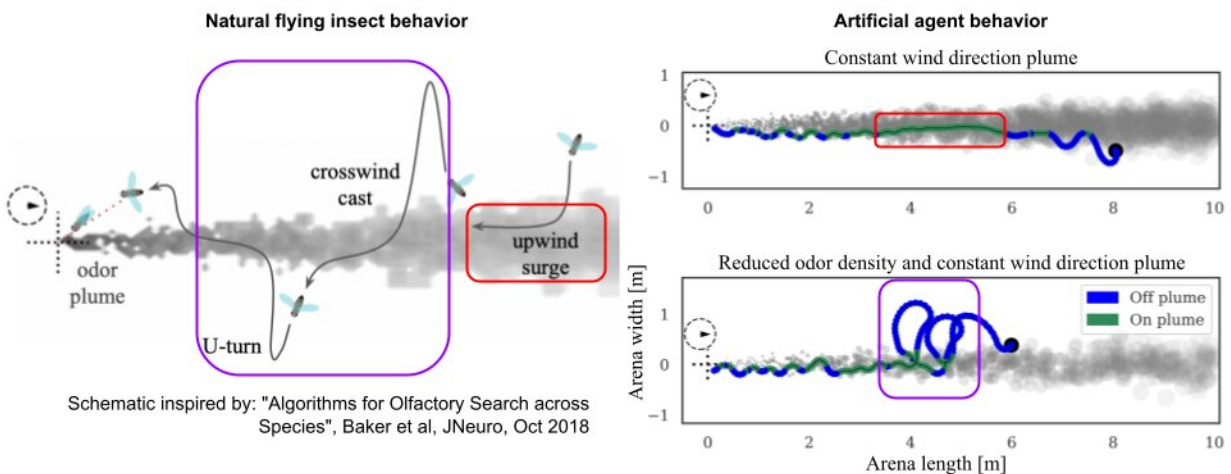 Natural flying insect behavior
crosswind
cast
upwind
surge
odor
plume
U-turn
Schematic inspired by: "Algorithms for Olfactory Search across
Species", Baker et al, JNeuro, Oct 2018
Artificial agent behavior
Constant wind direction plume
1
0
−1
0 2 4 6 8 10
Reduced odor density and constant wind direction plume
Off plume
On plume
1
0
−1
0 2 4 6 8 10
Arena width [m]
Arena length [m]